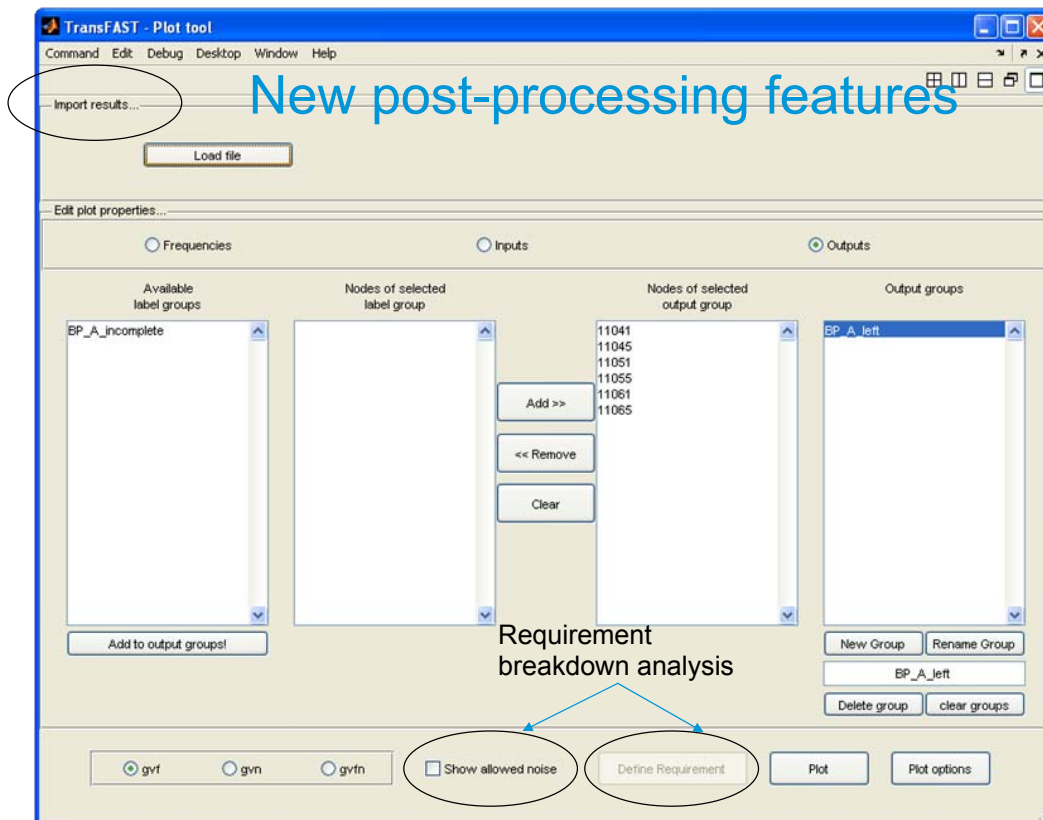 TransFAST - Plot tool
Command Edit Debug Desktop Window Help
New post-processing features
Import results...
Load file
Edit plot properties...
Frequencies Inputs Outputs
Available label groups
Nodes of selected label group
Nodes of selected output group
Output groups
BP_A_incomplete
11041
11045
11051
11055
11061
11065
BP_A_left
Add >>
<< Remove
Clear
Add to output groups!
Requirement
breakdown analysis
New Group Rename Group
BP_A_left
Delete group clear groups
gvf gvn gvfn Show allowed noise Define Requirement Plot Plot options